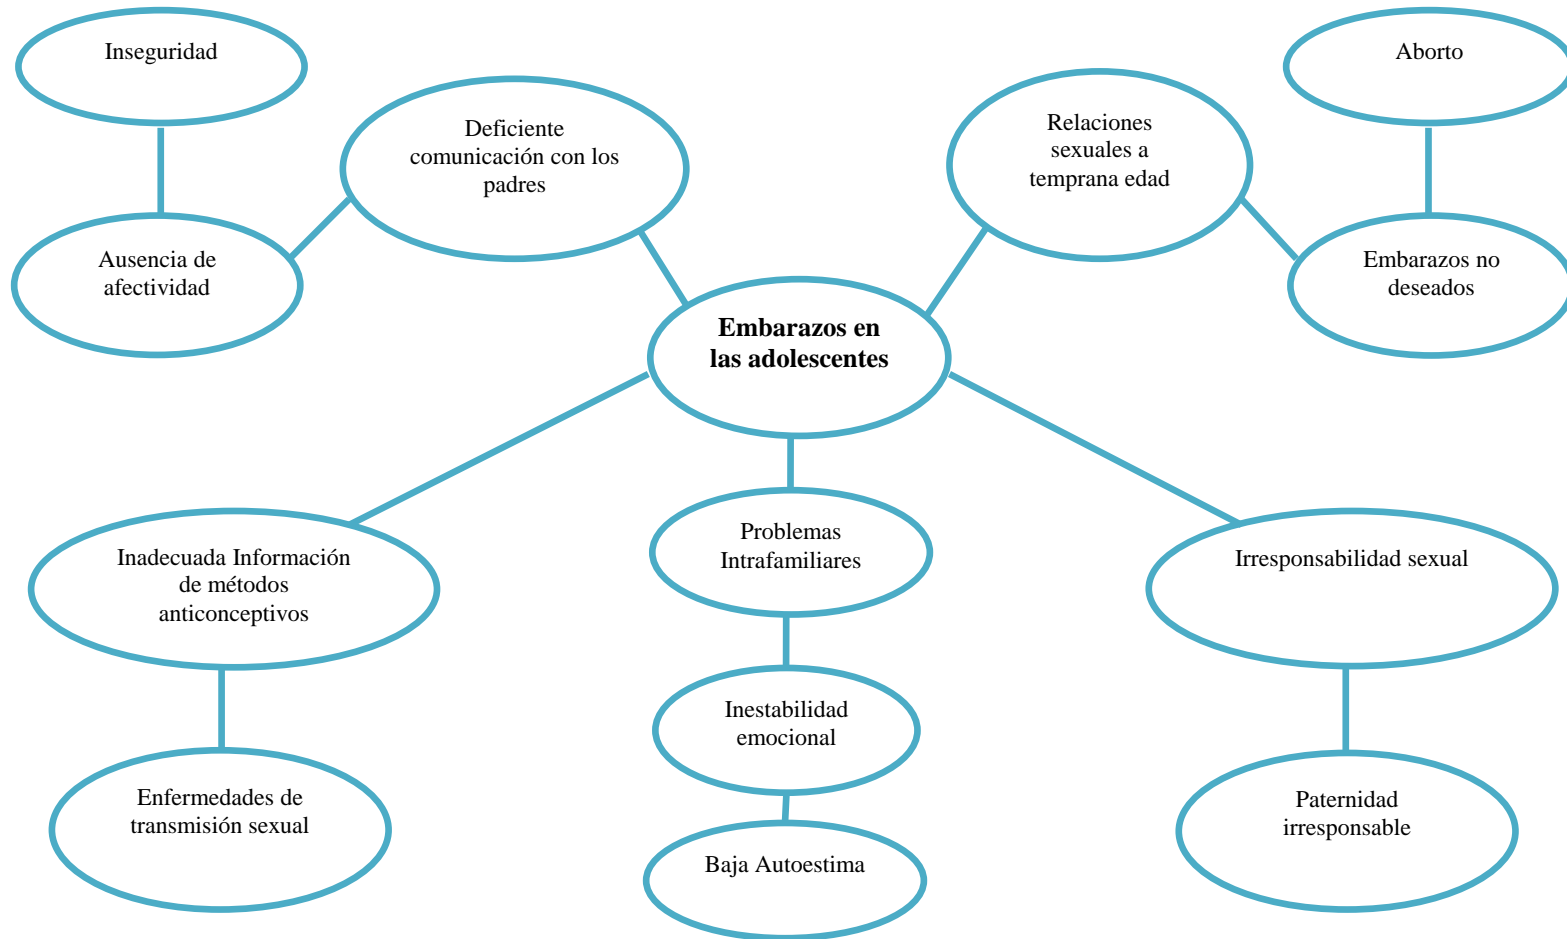 Inseguridad
Aborto
Deficiente
comunicación con los
padres
Relaciones
sexuales a
temprana edad
Ausencia de
afectividad
Embarazos no
deseados
Embarazos en
las adolescentes
Inadecuada Información
de métodos
anticonceptivos
Problemas
Intrafamiliares
Irresponsabilidad sexual
Inestabilidad
emocional
Enfermedades de
transmisión sexual
Paternidad
irresponsable
Baja Autoestima